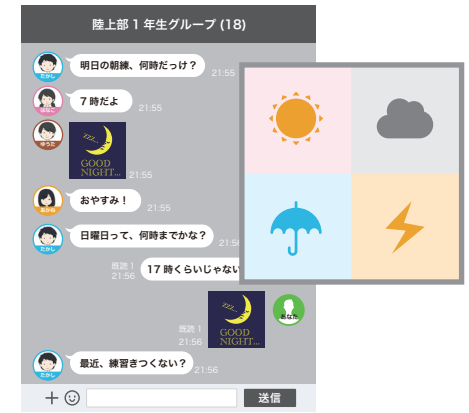 陸上部1年生グループ (18)
明日の朝練、何時だっけ？
たかし
21:55
7時だよ
はなこ
21:55
ZZZ...
GOOD
NIGHT...
ゆうた
21:55
おやすみ！
あかね
21:55
日曜日って、何時までかな？
たかし
21:56
既読 1
21:56
17時くらいじゃない
ZZZ...
GOOD
NIGHT...
あなた
既読 1
21:56
最近、練習きつくない？
たかし
21:56
送信